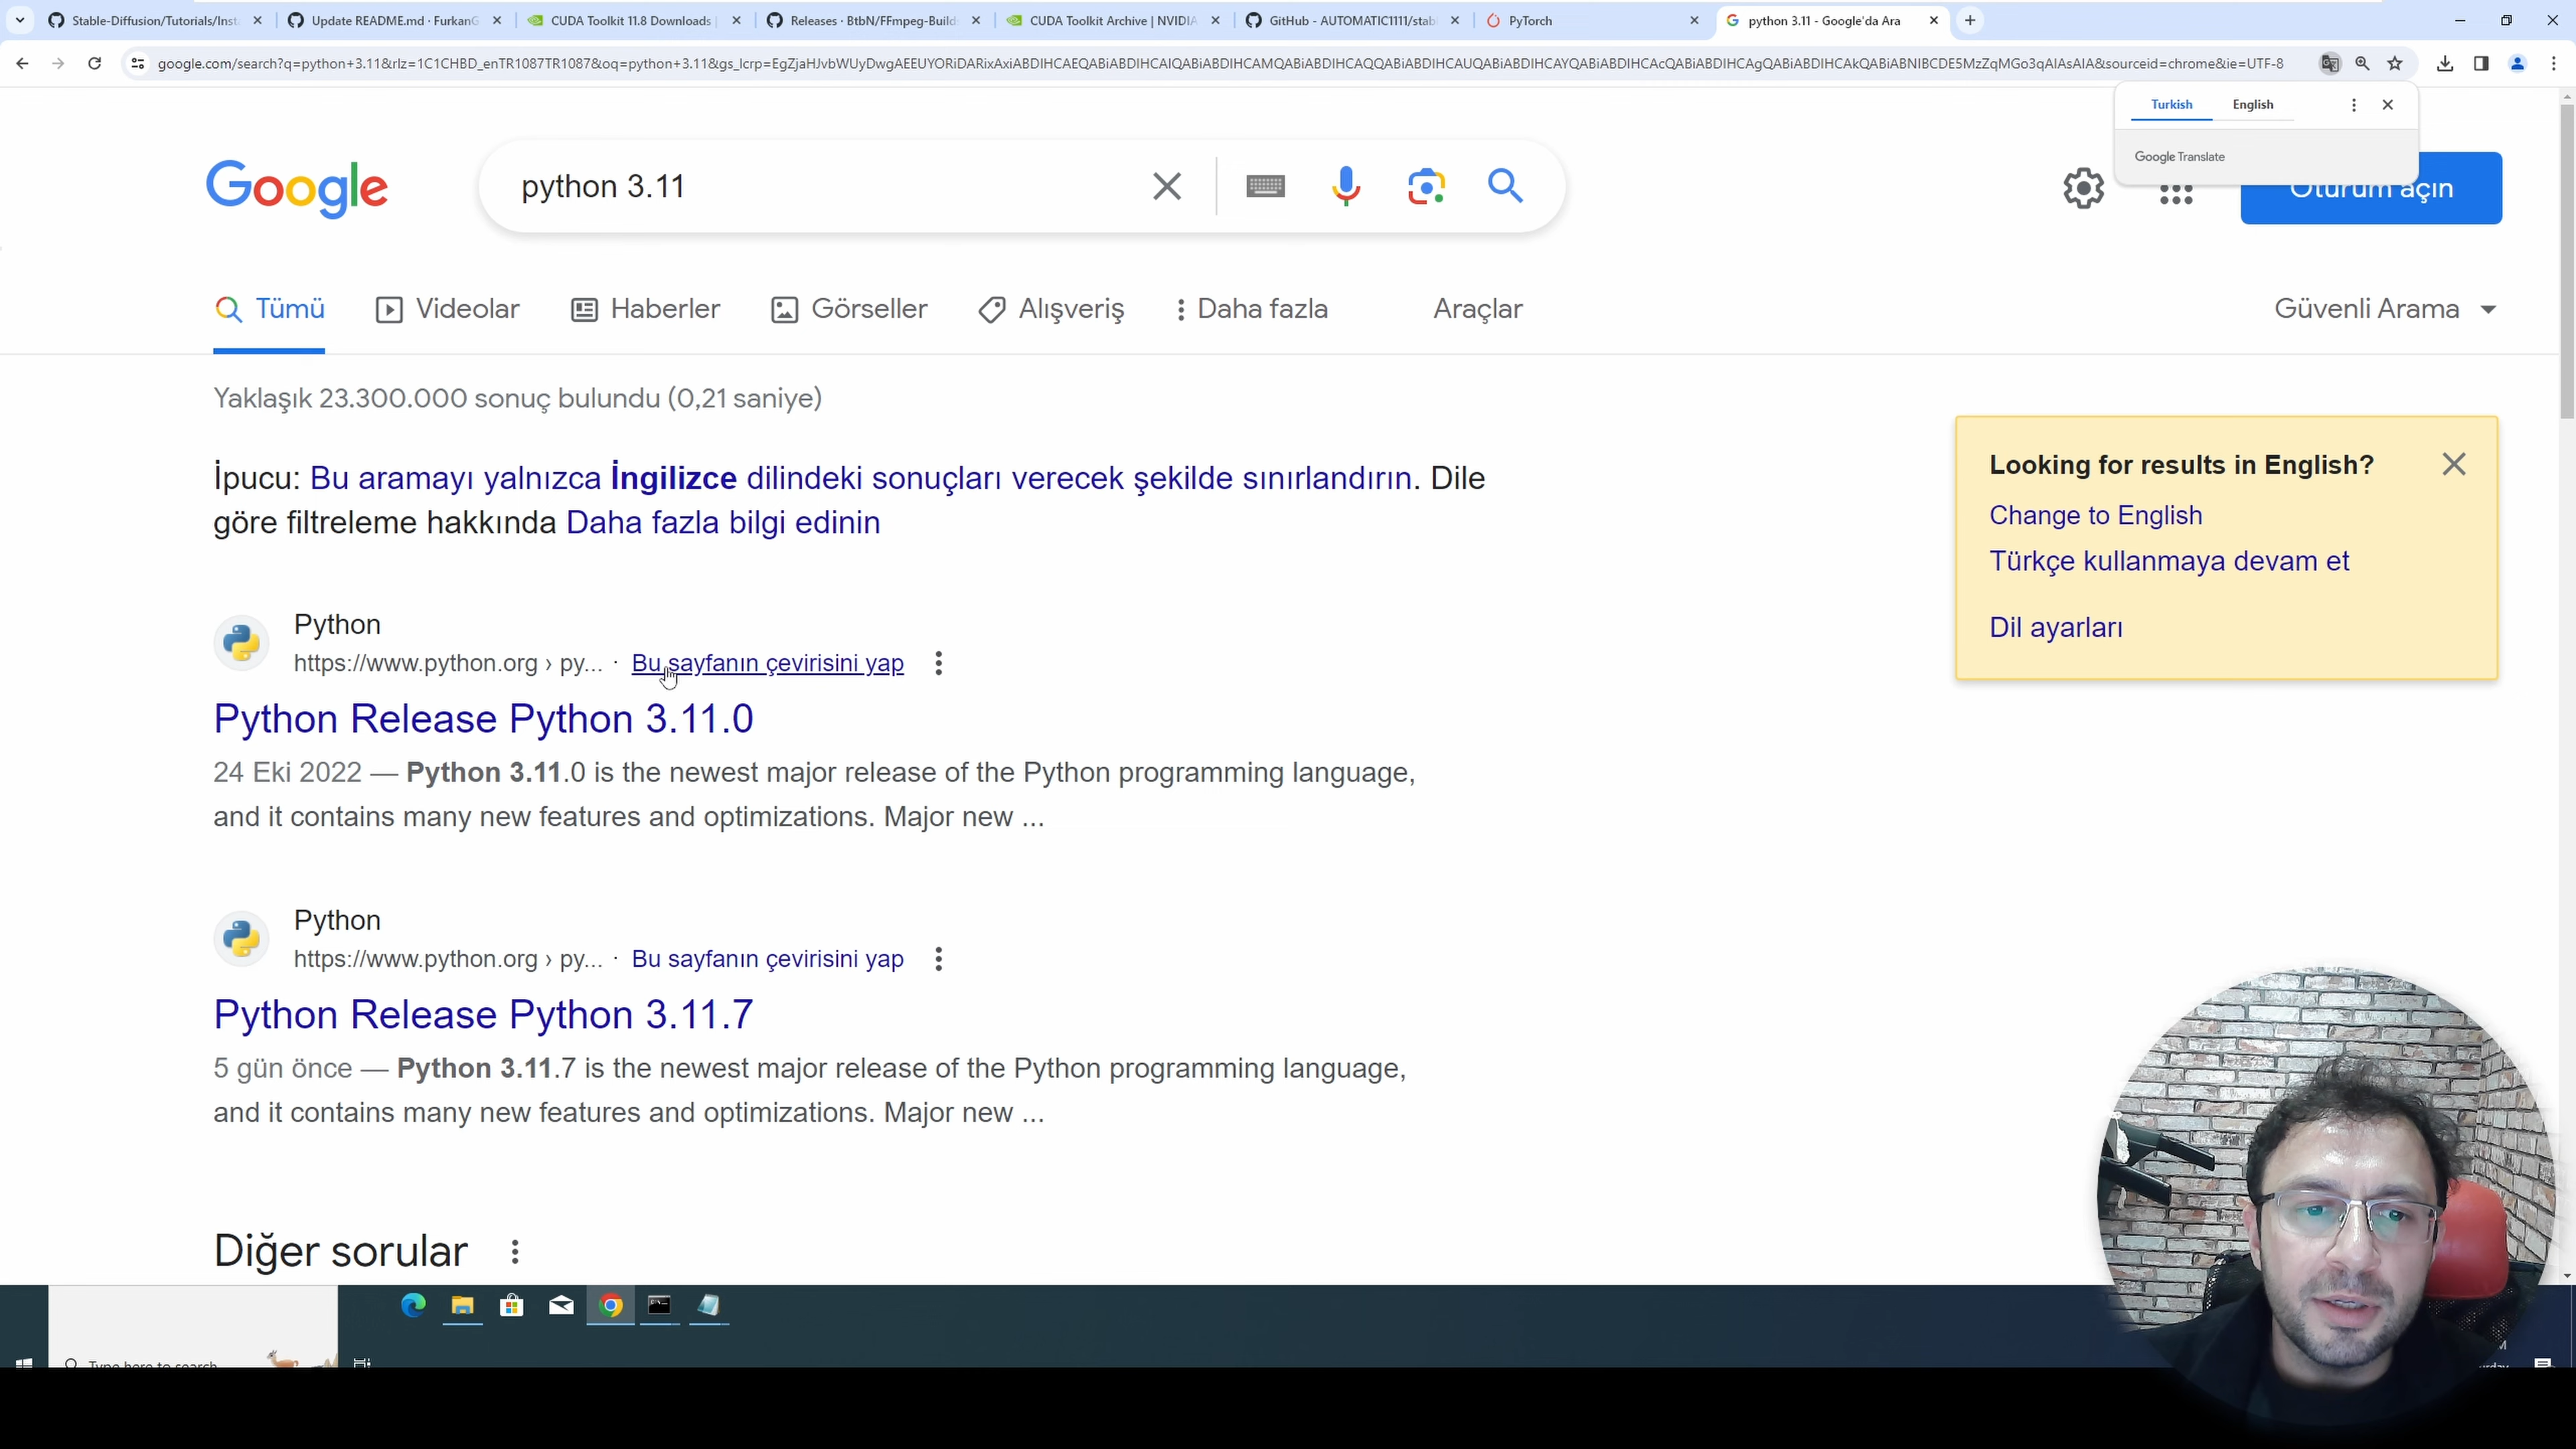 Stable-Diffusion/Tutorials/Inst
Update README.md · FurkanG
CUDA Toolkit 11.8 Downloads
Releases · BtbN/FFmpeg-Build
CUDA Toolkit Archive | NVIDIA
GitHub - AUTOMATIC1111/stab
PyTorch
python 3.11 - Google'da Ara
google.com/search?q=python+3.11&rlz=1C1CHBD_enTR1087TR1087&oq=python+3.11&gs_lcrp=EgZjaHJvbWUyDwgAEEUYORiDARixAxiABDIHCAEQABiABDIHCAIQABiABDIHCAMQABiABDIHCAQQABiABDIHCAUQABiABDIHCAYQABiABDIHCAcQABiABDIHCAgQABiABDIHCAkQABiABNIBCDE5MzZqMGo3qAIAsAIA&sourceid=chrome&ie=UTF-8
Turkish English
Google Translate
Google
python 3.11
Oturum açın
Tümü Videolar Haberler Görseller Alışveriş Daha fazla Araçlar Güvenli Arama
Yaklaşık 23.300.000 sonuç bulundu (0,21 saniye)
İpucu: Bu aramayı yalnızca İngilizce dilindeki sonuçları verecek şekilde sınırlandırın. Dile
göre filtreleme hakkında Daha fazla bilgi edinin
Looking for results in English?
Change to English
Türkçe kullanmaya devam et
Dil ayarları
Python
https://www.python.org › py... · Bu sayfanın çevirisini yap
Python Release Python 3.11.0
24 Eki 2022 — Python 3.11.0 is the newest major release of the Python programming language,
and it contains many new features and optimizations. Major new ...
Python
https://www.python.org › py... · Bu sayfanın çevirisini yap
Python Release Python 3.11.7
5 gün önce — Python 3.11.7 is the newest major release of the Python programming language,
and it contains many new features and optimizations. Major new ...
Diğer sorular
Type here to search